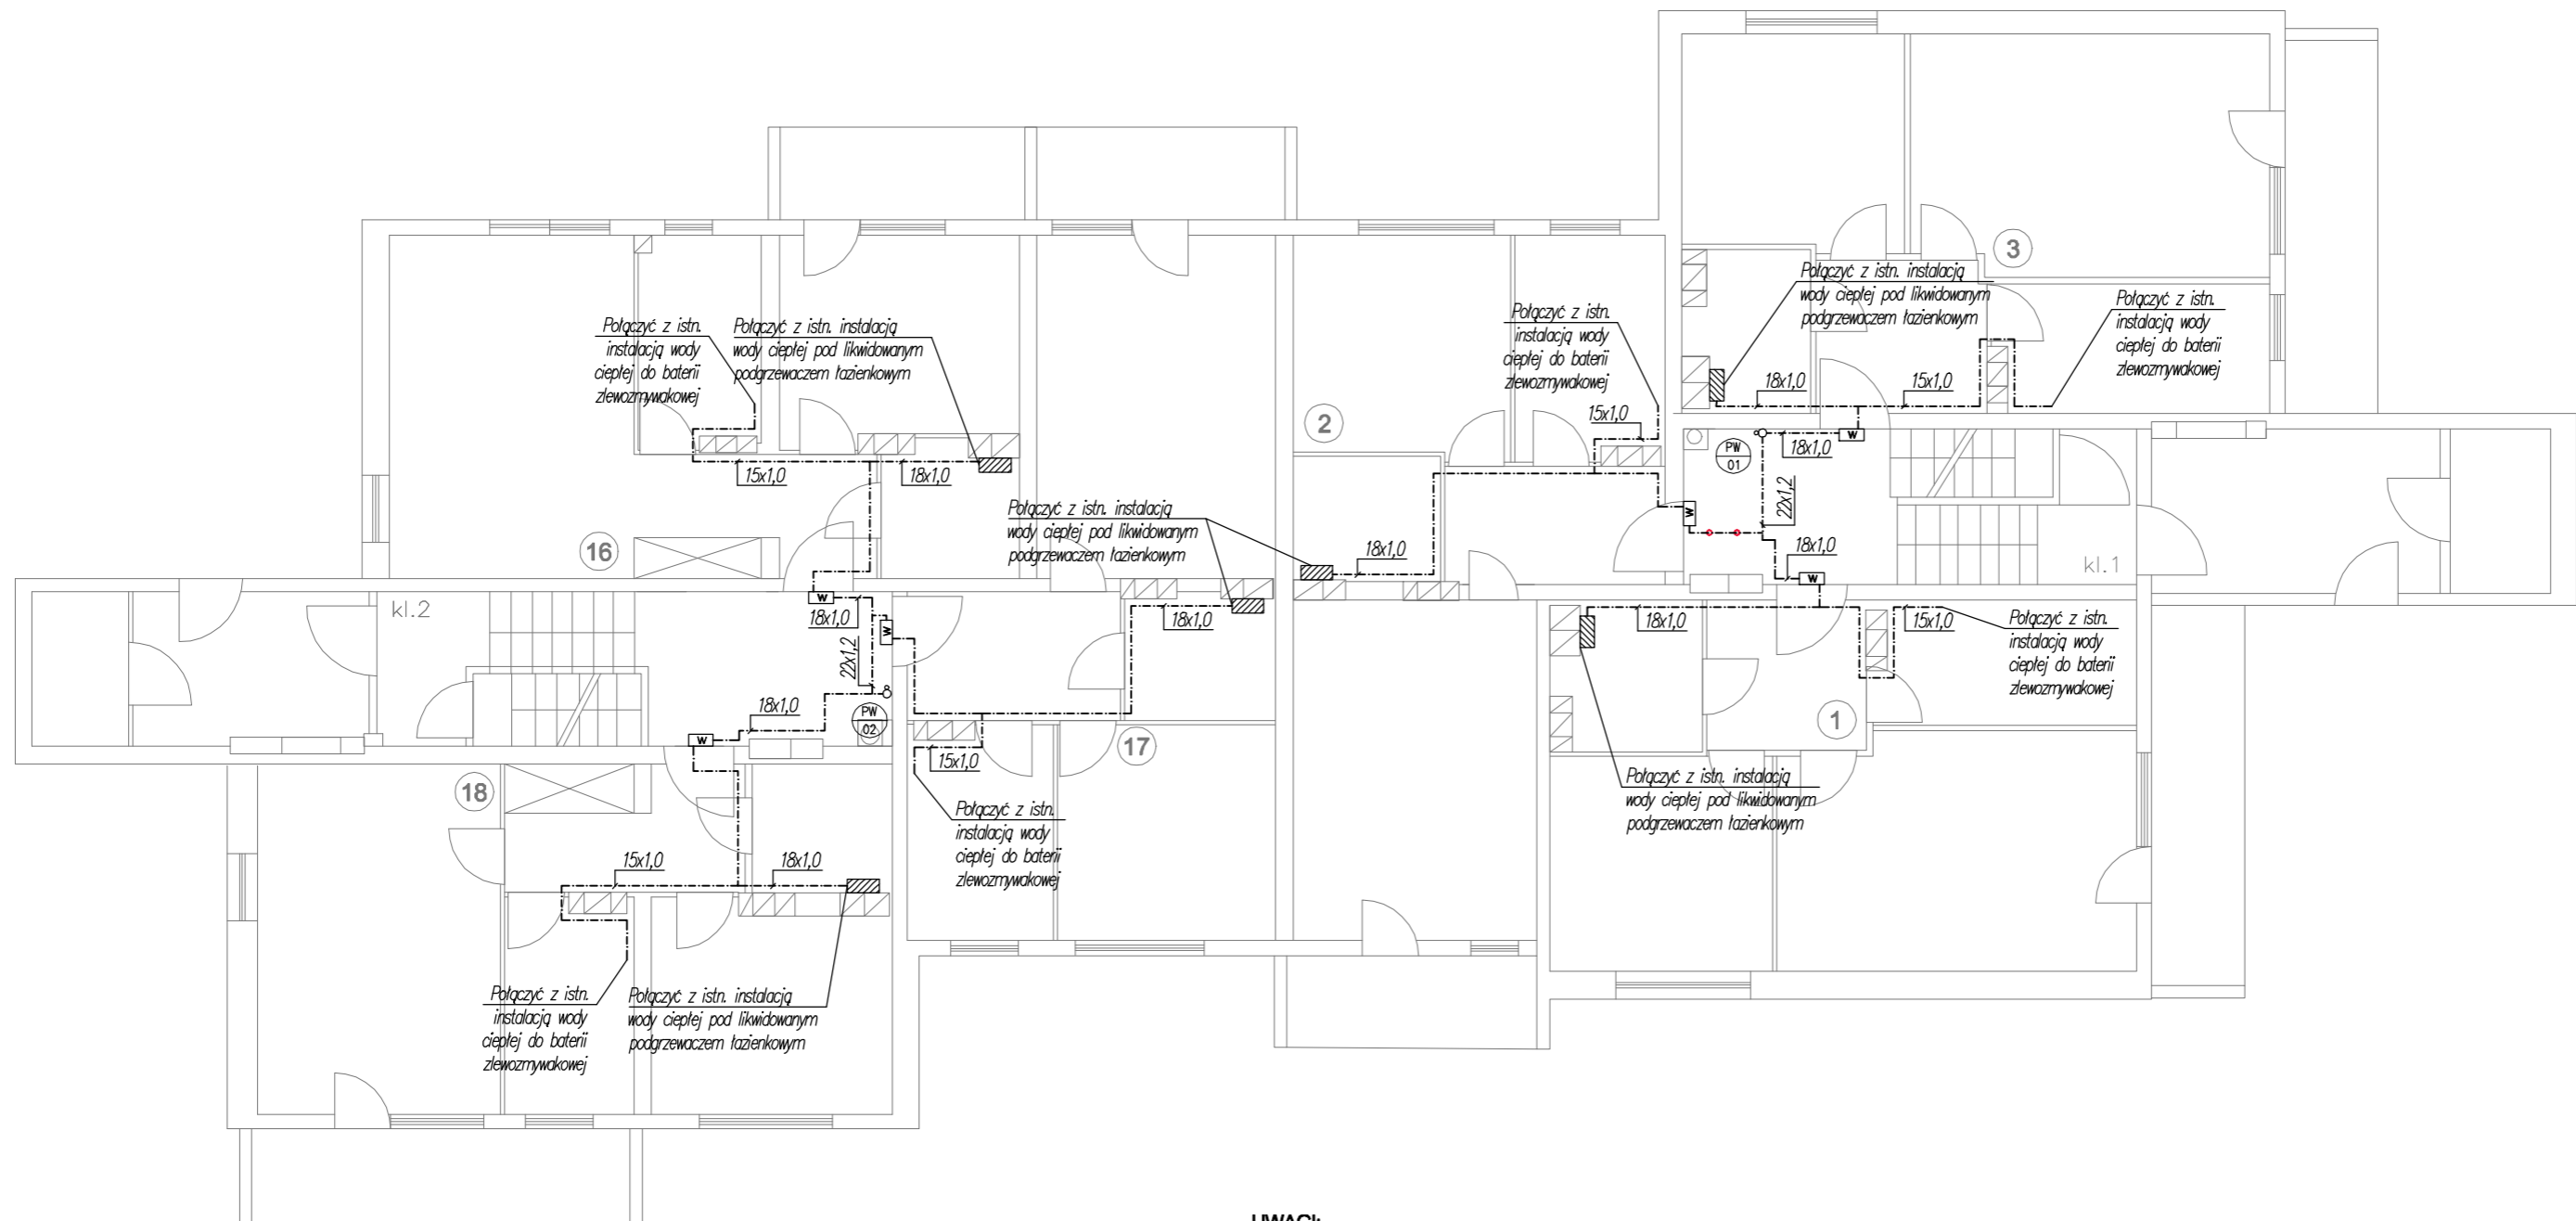 3
Połączyć z istn. instalacją
wody ciepłej pod likwidowanym
podgrzewaczem łazienkowym
Połączyć z istn.
instalacją wody
ciepłej do baterii
zlewozmywakowej
18x1,0
15x1,0
Połączyć z istn.
instalacją wody
ciepłej do baterii
zlewozmywakowej
Połączyć z istn. instalacją
wody ciepłej pod likwidowanym
podgrzewaczem łazienkowym
Połączyć z istn.
instalacją wody
ciepłej do baterii
zlewozmywakowej
15x1,0
2
W
18x1,0
PW
01
15x1,0
18x1,0
22x1,2
W
Połączyć z istn. instalacją
wody ciepłej pod likwidowanym
podgrzewaczem łazienkowym
16
18x1,0
18x1,0
W
kl.1
kl.2
W
18x1,0
W
22x1,2
18x1,0
18x1,0
15x1,0
Połączyć z istn.
instalacją wody
ciepłej do baterii
zlewozmywakowej
18x1,0
PW
02
W
1
17
15x1,0
18
Połączyć z istn. instalacją
wody ciepłej pod likwidowanym
podgrzewaczem łazienkowym
Połączyć z istn.
instalacją wody
ciepłej do baterii
zlewozmywakowej
15x1,0
18x1,0
Połączyć z istn.
instalacją wody
ciepłej do baterii
zlewozmywakowej
Połączyć z istn. instalacją
wody ciepłej pod likwidowanym
podgrzewaczem łazienkowym
UWAGI: